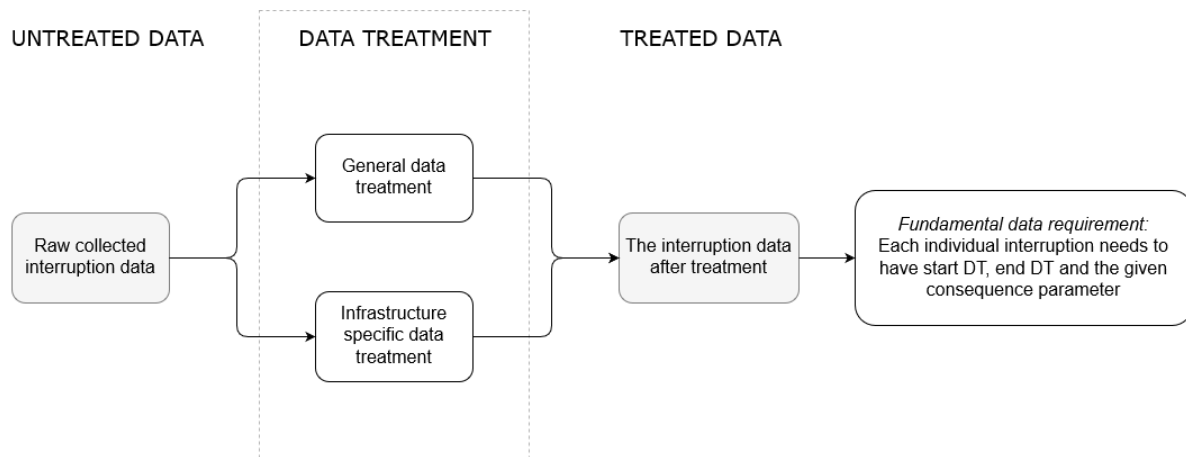 UNTREATED DATA
DATA TREATMENT
TREATED DATA
General data
treatment
Raw collected
interruption data
Infrastructure
specific data
treatment
The interruption data
after treatment
Fundamental data requirement:
Each individual interruption needs to
have start DT, end DT and the given
consequence parameter